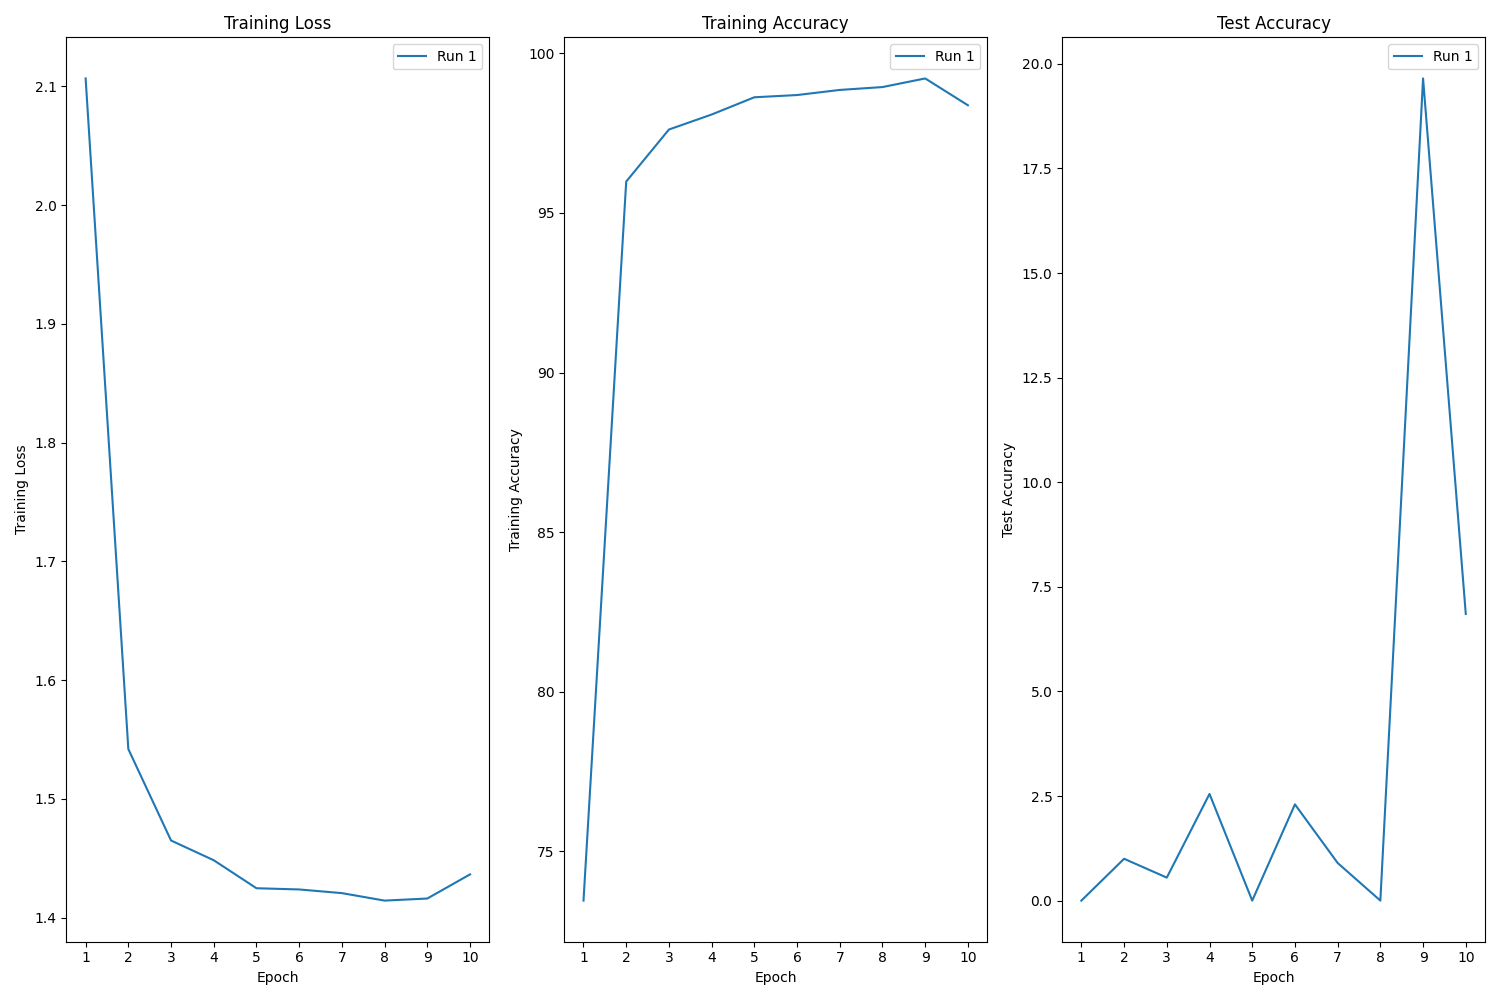 Training Loss
Run 1
2.1
2.0
1.9
1.8
1.7
1.6
1.5
1.4
Training Loss
1 2 3 4 5 6 7 8 9 10
Epoch
Training Accuracy
Run 1
100
95
90
85
80
75
Training Accuracy
1 2 3 4 5 6 7 8 9 10
Epoch
Test Accuracy
Run 1
20.0
17.5
15.0
12.5
10.0
7.5
5.0
2.5
0.0
Test Accuracy
1 2 3 4 5 6 7 8 9 10
Epoch